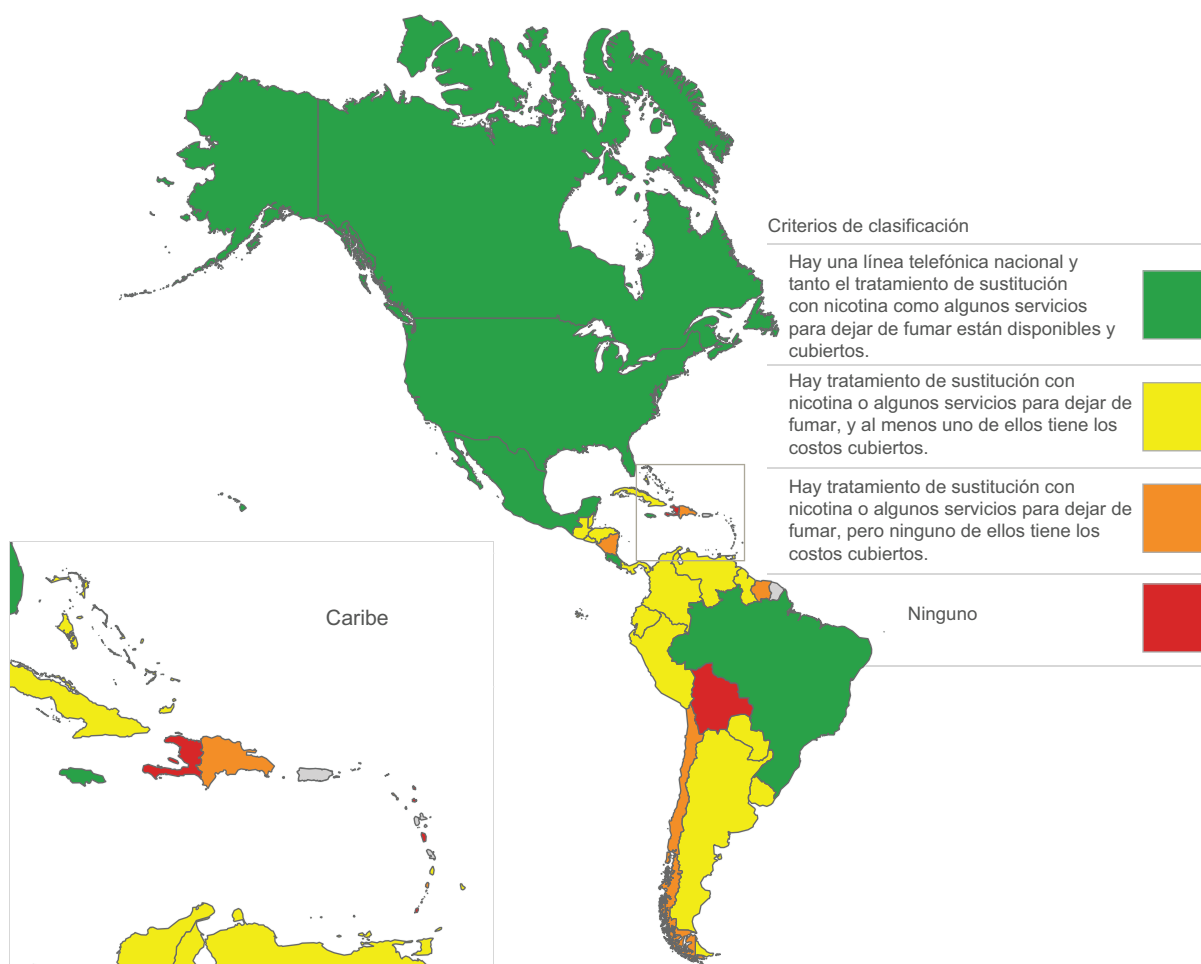 Criterios de clasificación
Hay una línea telefónica nacional y
tanto el tratamiento de sustitución
con nicotina como algunos servicios
para dejar de fumar están disponibles y
cubiertos.
Hay tratamiento de sustitución con
nicotina o algunos servicios para dejar de
fumar, y al menos uno de ellos tiene los
costos cubiertos.
Hay tratamiento de sustitución con
nicotina o algunos servicios para dejar de
fumar, pero ninguno de ellos tiene los
costos cubiertos.
Ninguno
Caribe